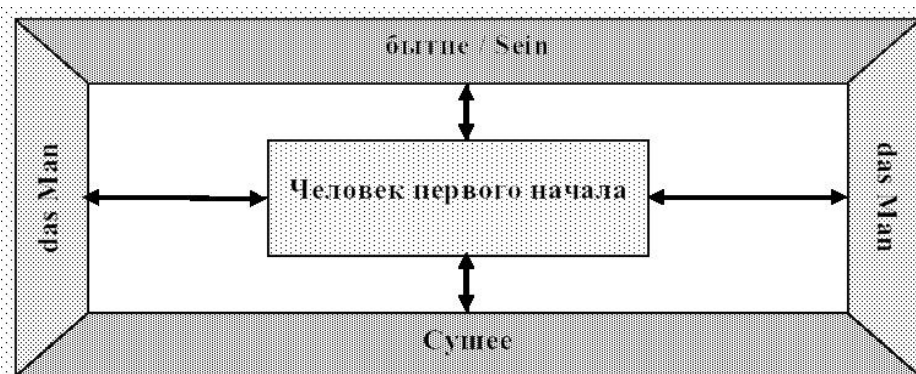 бытие / Sein
das Man
Человек первого начала
das Man
Сущее